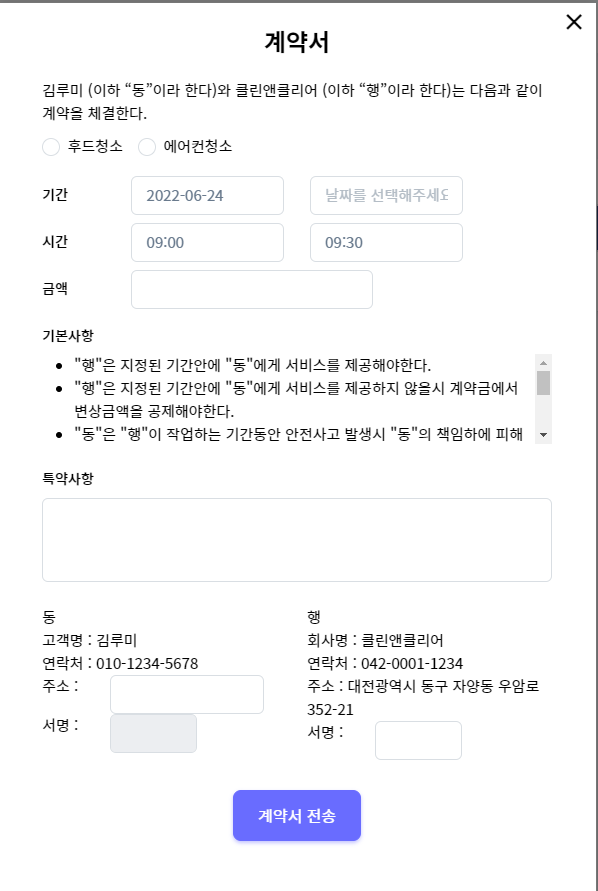 계약서
김루미 (이하 “동”이라 한다)와 클린앤클리어 (이하 “행”이라 한다)는 다음과 같이
계약을 체결한다.
후드청소 에어컨청소
기간 2022-06-24 날짜를 선택해주세요
시간 09:00 09:30
금액
기본사항
"행"은 지정된 기간안에 "동"에게 서비스를 제공해야한다.
"행"은 지정된 기간안에 "동"에게 서비스를 제공하지 않을시 계약금에서
변상금액을 공제해야한다.
"동"은 "행"이 작업하는 기간동안 안전사고 발생시 "동"의 책임하에 피해
특약사항
동
고객명 : 김루미
연락처 : 010-1234-5678
주소 :
서명 :
행
회사명 : 클린앤클리어
연락처 : 042-0001-1234
주소 : 대전광역시 동구 자양동 우암로
352-21
서명 :
계약서 전송